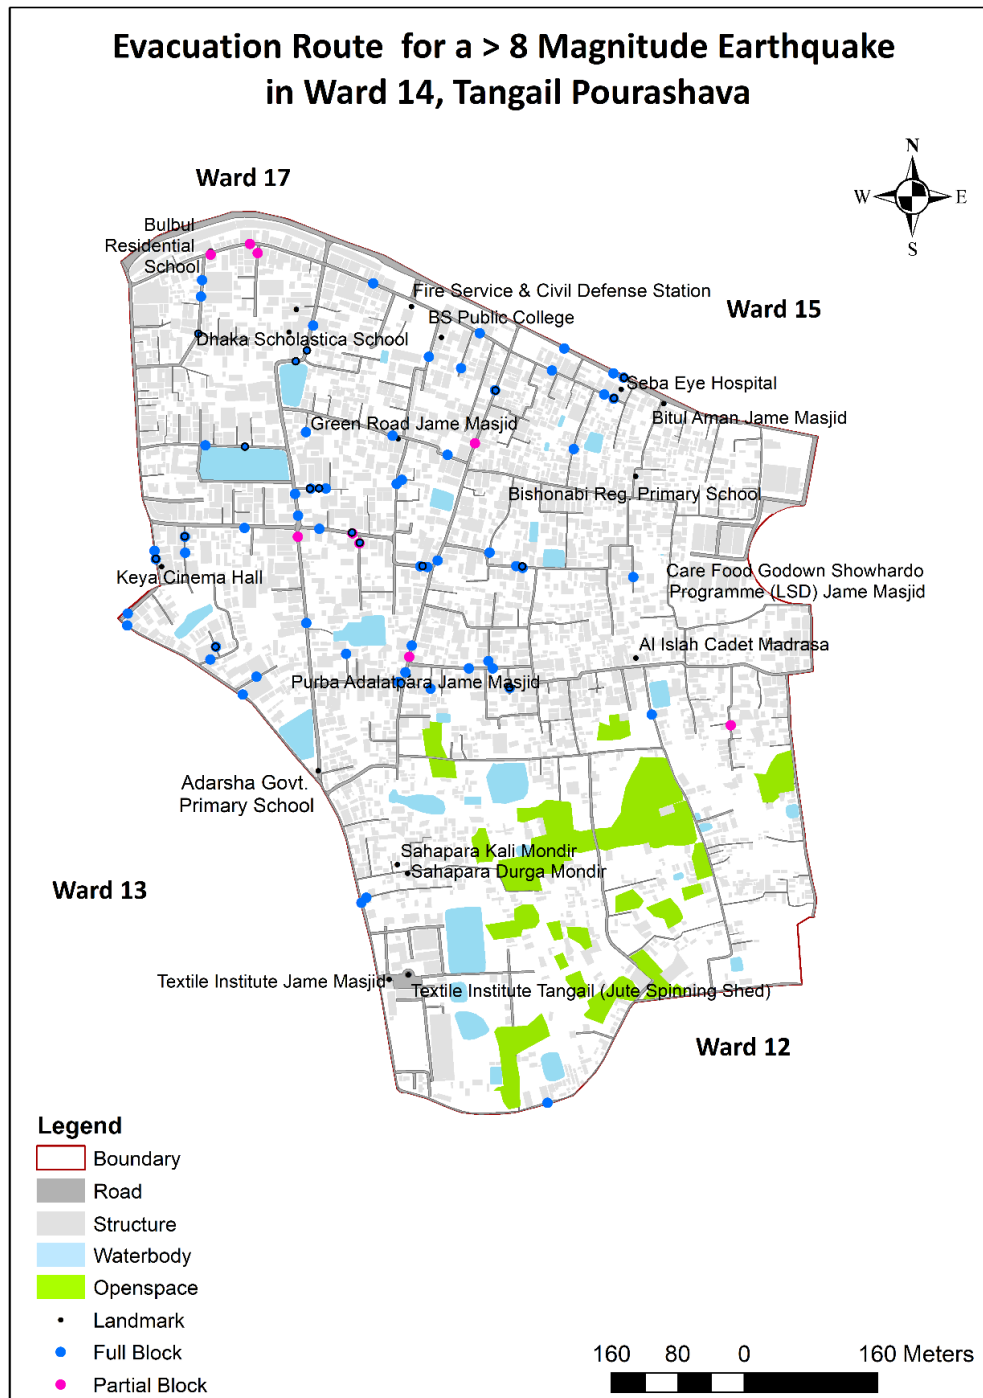 Evacuation Route for a > 8 Magnitude Earthquake
in Ward 14, Tangail Pourashava
N
W
E
S
Ward 17
Bulbul
Residential
School
Fire Service & Civil Defense Station
Ward 15
BS Public College
Dhaka Scholastica School
Seba Eye Hospital
Bitul Aman Jame Masjid
Green Road Jame Masjid
Bishonabi Reg. Primary School
Keya Cinema Hall
Care Food Godown Showhardo
Programme (LSD) Jame Masjid
Al Islah Cadet Madrasa
Purba Adalatpara Jame Masjid
Adarsha Govt.
Primary School
Sahapara Kali Mondir
Sahapara Durga Mondir
Ward 13
Textile Institute Jame Masjid
Textile Institute Tangail (Jute Spinning Shed)
Ward 12
Legend
Boundary
Road
Structure
Waterbody
Openspace
Landmark
Full Block
Partial Block
160 80 0 160 Meters